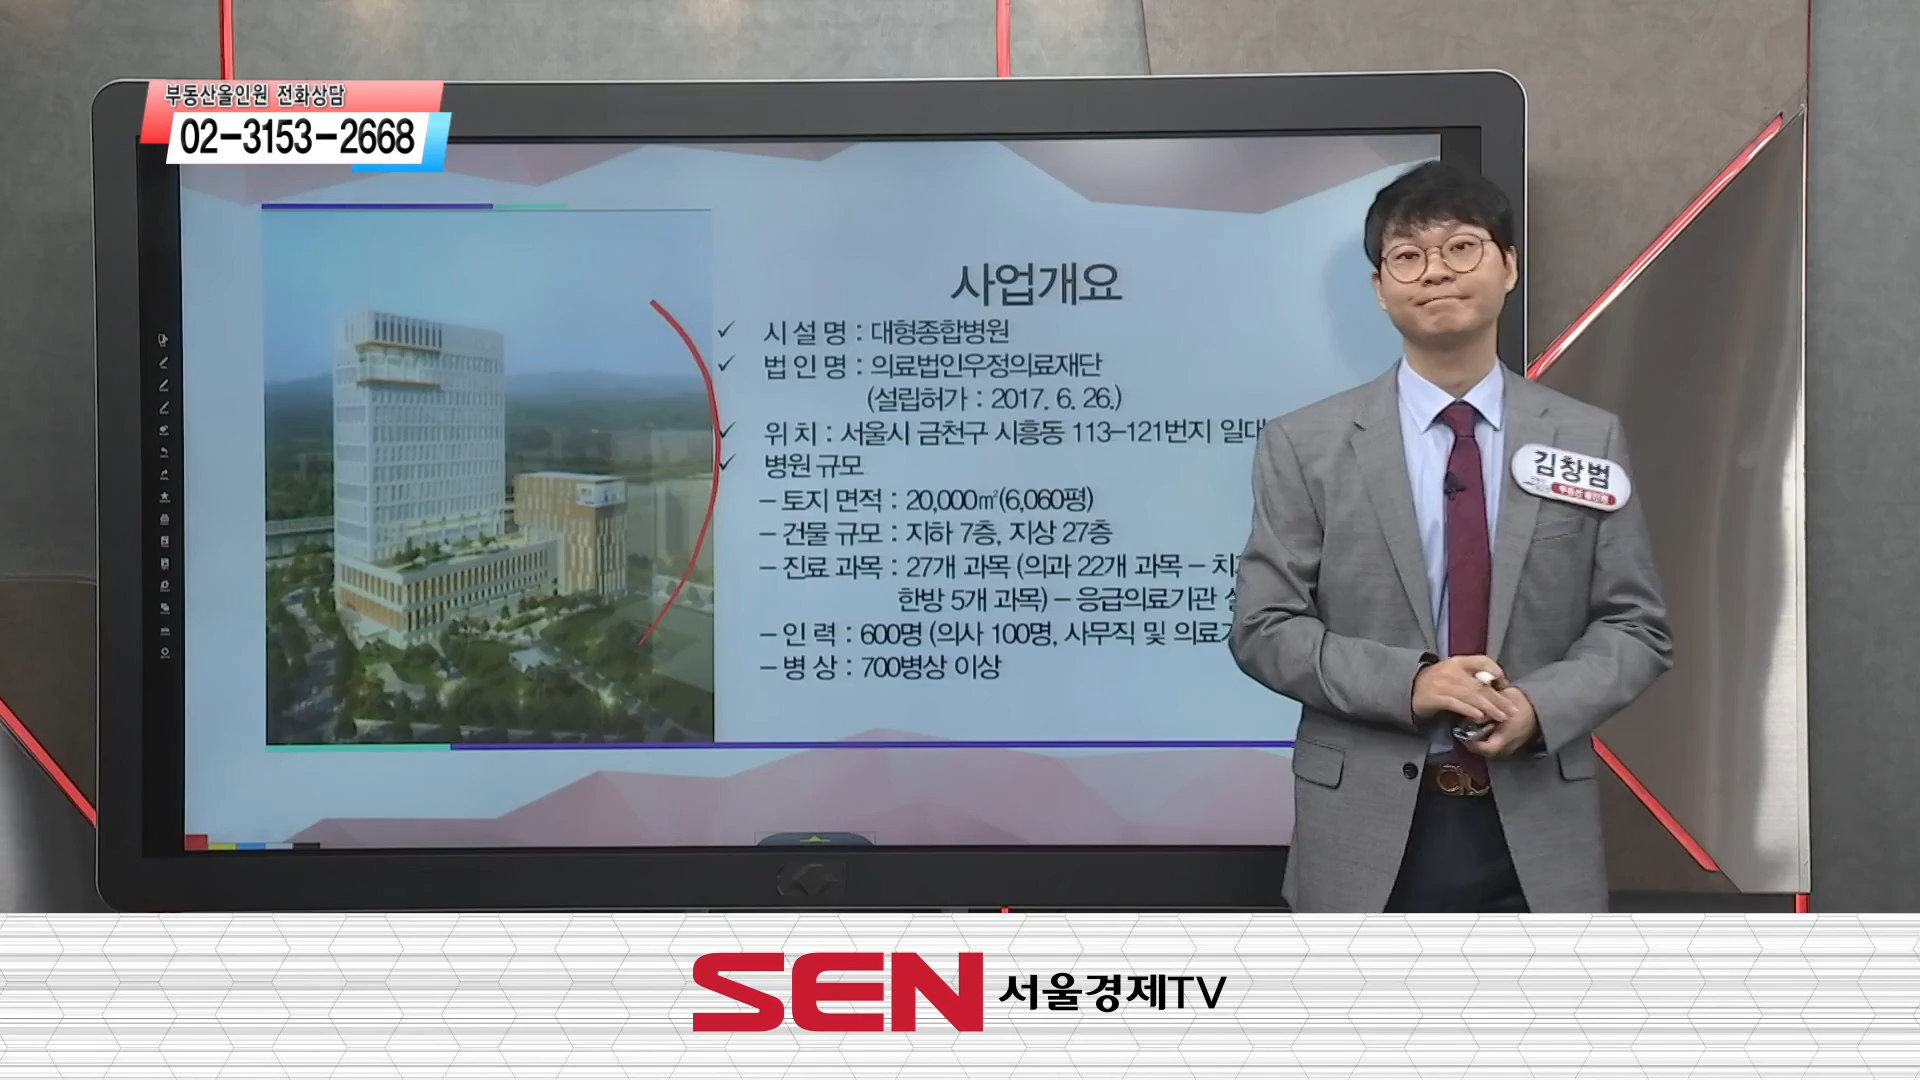 부동산올인원 전화상담
02-3153-2668
사업개요
✓ 시 설 명 : 대형종합병원
✓ 법 인 명 : 의료법인우정의료재단
(설립허가 : 2017. 6. 26.)
✓ 위 치 : 서울시 금천구 시흥동 113-121번지 일대
✓ 병원 규모
- 토지 면적 : 20,000㎡(6,060평)
- 건물 규모 : 지하 7층, 지상 27층
- 진료 과목 : 27개 과목 (의과 22개 과목 -
한방 5개 과목) - 응급의료기관
- 인 력 : 600명 (의사 100명, 사무직 및
- 병 상 : 700병상 이상
김창범
부동산 올인원
SEN 서울경제TV